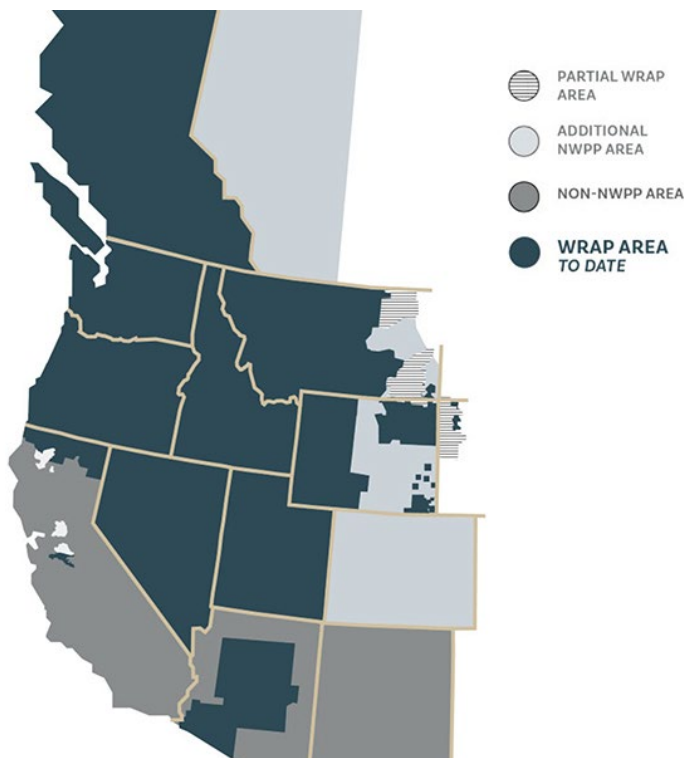 PARTIAL WRAP
AREA
ADDITIONAL
NWPP AREA
NON-NWPP AREA
WRAP AREA
TO DATE